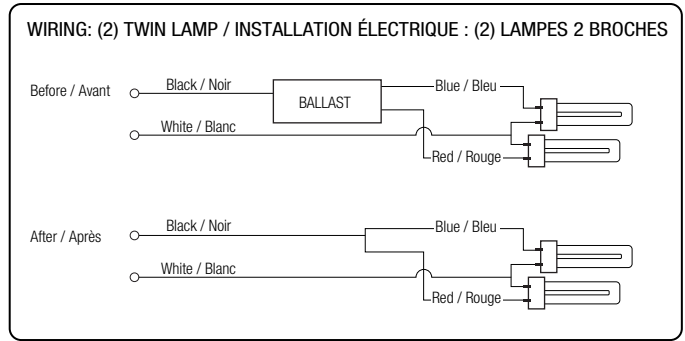 WIRING: (2) TWIN LAMP / INSTALLATION ÉLECTRIQUE : (2) LAMPES 2 BROCHES
Before / Avant
Black / Noir
BALLAST
Blue / Bleu
White / Blanc
Red / Rouge
After / Après
Black / Noir
Blue / Bleu
White / Blanc
Red / Rouge